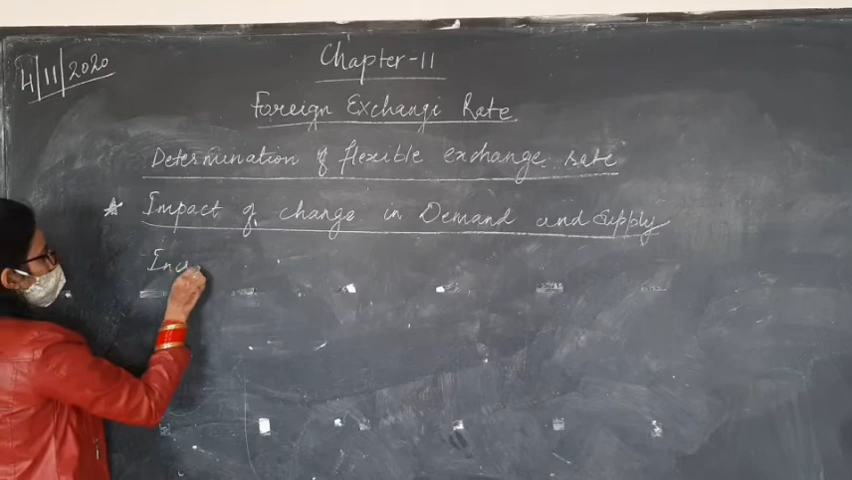 4/11/2020
Chapter-11
Foreign Exchange Rate
Determination of flexible exchange rate
* Impact of change in Demand and Supply
Incr